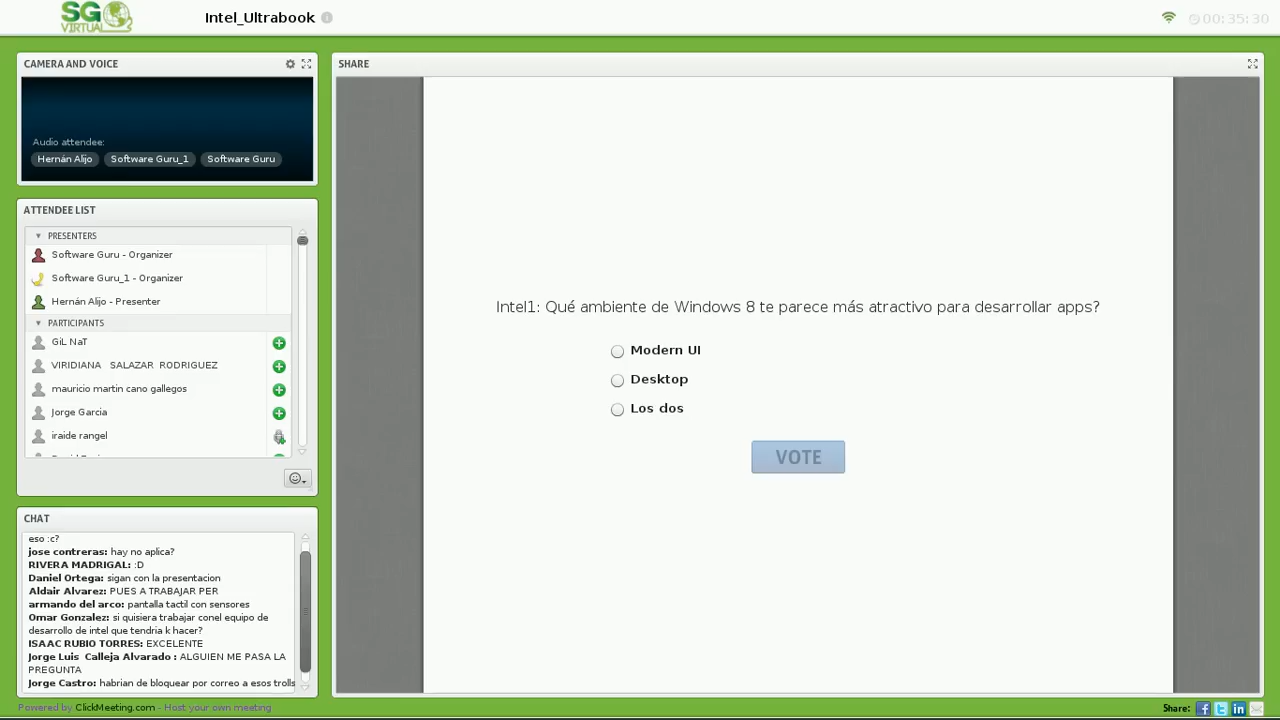 SG
VIRTUAL
Intel_Ultrabook
00:35:30
CAMERA AND VOICE
Audio attendee:
Hernán Alijo
Software Guru_1
Software Guru
ATTENDEE LIST
PRESENTERS
Software Guru - Organizer
Software Guru_1 - Organizer
Hernán Alijo - Presenter
PARTICIPANTS
GiL NaT
VIRIDIANA SALAZAR RODRIGUEZ
mauricio martin cano gallegos
Jorge Garcia
iraide rangel
CHAT
eso :c?
jose contreras: hay no aplica?
RIVERA MADRIGAL: :D
Daniel Ortega: sigan con la presentacion
Aldair Alvarez: PUES A TRABAJAR PER
armando del arco: pantalla tactil con sensores
Omar Gonzalez: si quisiera trabajar conel equipo de
desarrollo de intel que tendria k hacer?
ISAAC RUBIO TORRES: EXCELENTE
Jorge Luis Calleja Alvarado : ALGUIEN ME PASA LA
PREGUNTA
Jorge Castro: habrian de bloquear por correo a esos trolls
SHARE
Intel1: Qué ambiente de Windows 8 te parece más atractivo para desarrollar apps?
Modern UI
Desktop
Los dos
VOTE
Powered by ClickMeeting.com - Host your own meeting
Share: